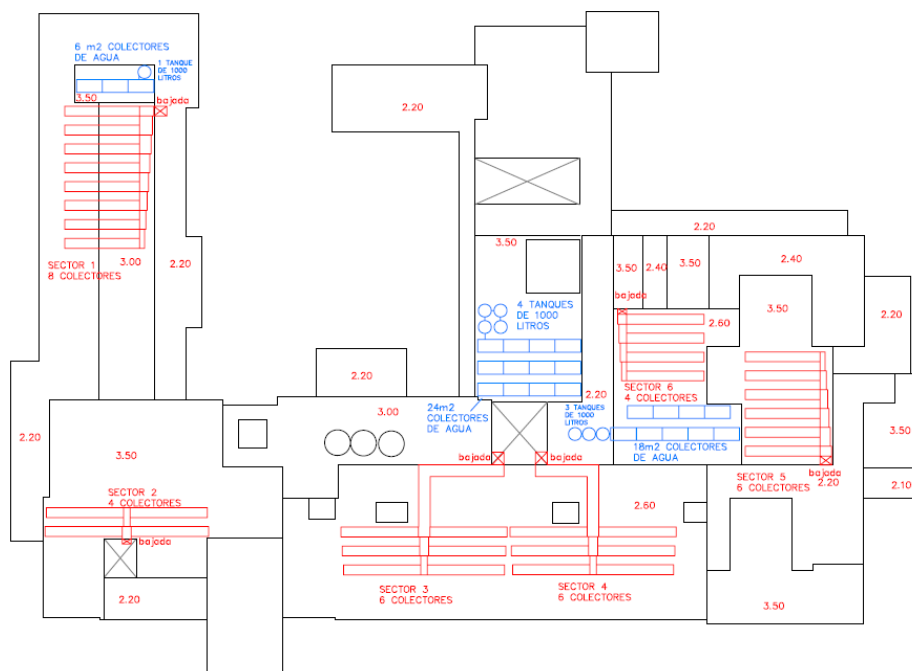 6 m2 COLECTORES
DE AGUA
1 TANQUE
DE 1000
LITROS
3.50
bajada
2.20
SECTOR 1
8 COLECTORES
3.00
2.20
2.20
2.20
3.50
3.50
2.40
3.50
2.40
bajada
3.50
2.20
4 TANQUES
DE 1000
LITROS
2.60
2.20
SECTOR 6
4 COLECTORES
2.20
3.00
24m2
COLECTORES
DE AGUA
3 TANQUES
DE 1000
LITROS
18m2 COLECTORES
DE AGUA
3.50
2.20
3.50
bajada
bajada
bajada
SECTOR 5
6 COLECTORES
2.20
2.10
SECTOR 2
4 COLECTORES
bajada
2.60
2.20
SECTOR 3
6 COLECTORES
SECTOR 4
6 COLECTORES
3.50